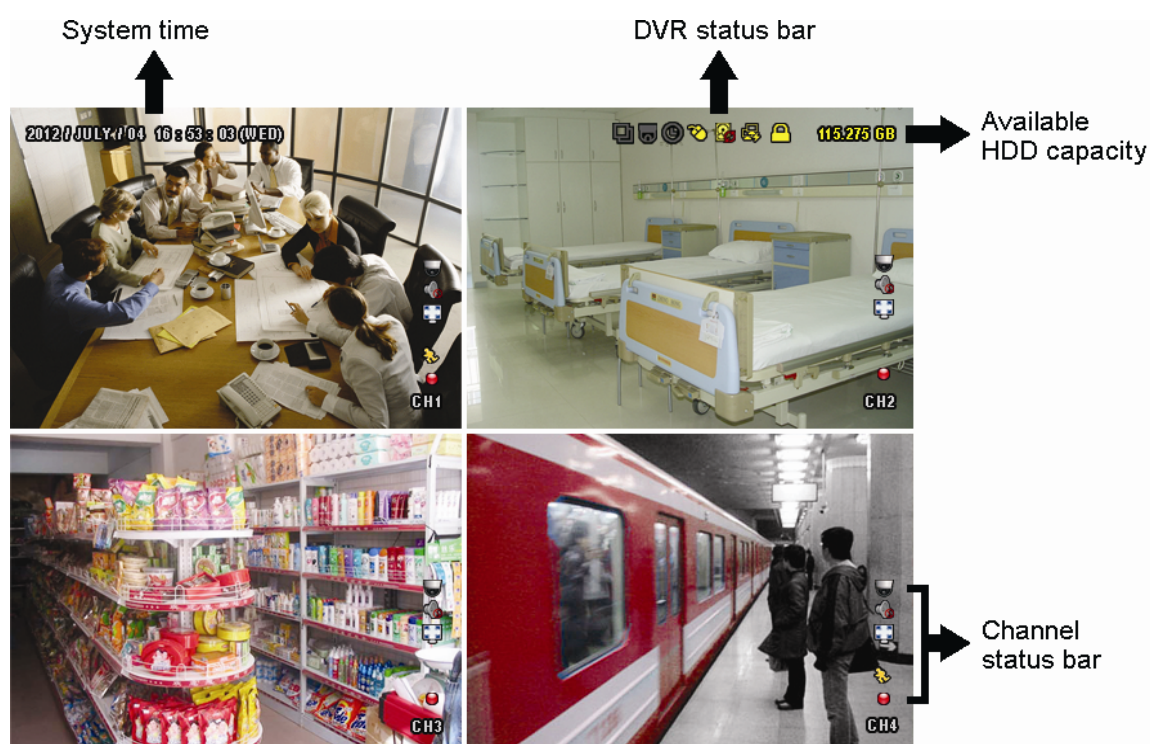 System time
DVR status bar
Available
HDD capacity
2012 / JULY / 04 16 : 53 : 03 (WED)
115.275 GB
CH1
CH2
CH3
CH4
Channel
status bar